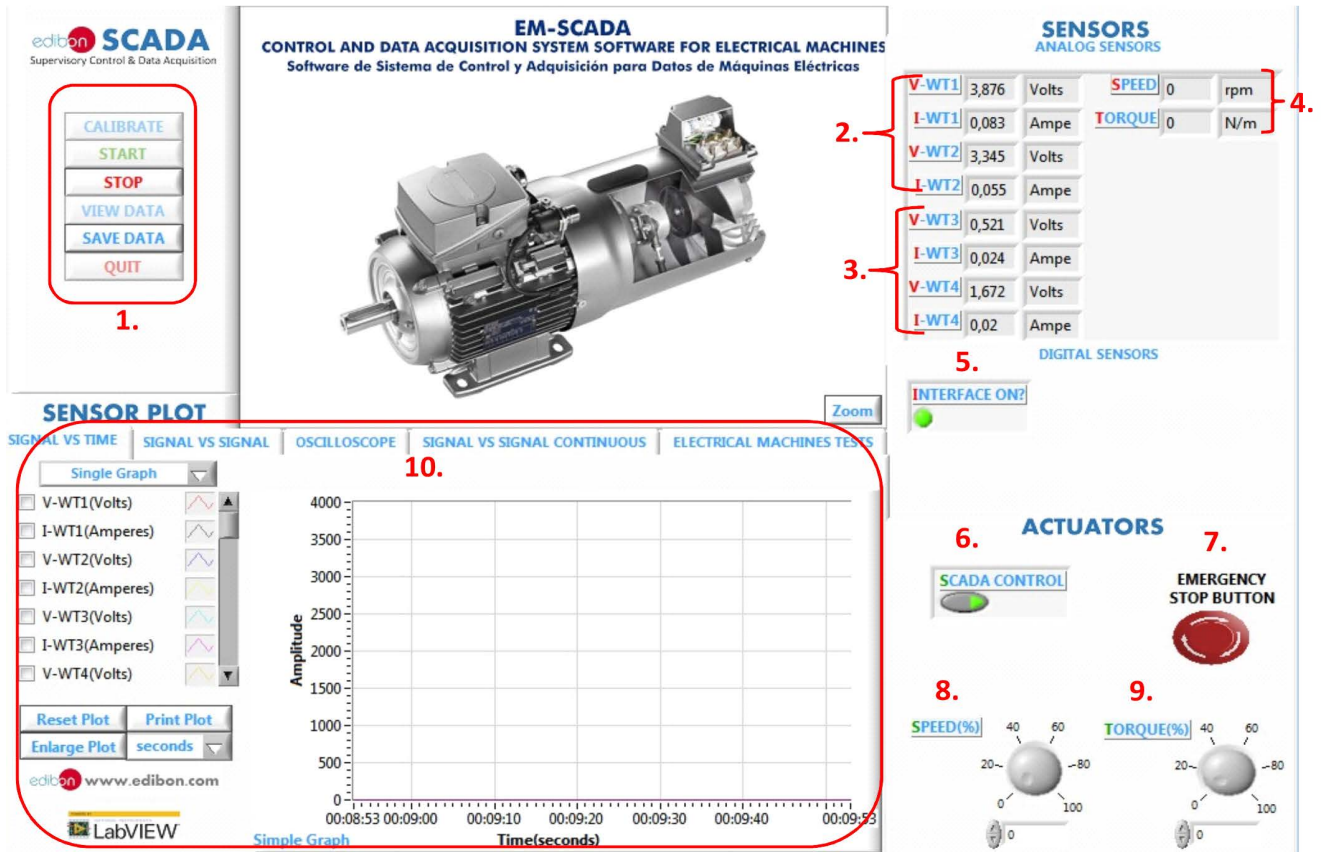 edibon SCADA
Supervisory Control & Data Acquisition
CALIBRATE
START
STOP
VIEW DATA
SAVE DATA
QUIT
1.
EM-SCADA
CONTROL AND DATA ACQUISITION SYSTEM SOFTWARE FOR ELECTRICAL MACHINES
Software de Sistema de Control y Adquisición para Datos de Máquinas Eléctricas
Zoom
SENSORS
ANALOG SENSORS
V-WT1 3,876 Volts
I-WT1 0,083 Ampe
V-WT2 3,345 Volts
I-WT2 0,055 Ampe
2.
V-WT3 0,521 Volts
I-WT3 0,024 Ampe
V-WT4 1,672 Volts
I-WT4 0,02 Ampe
3.
SPEED 0 rpm
TORQUE 0 N/m
4.
DIGITAL SENSORS
5.
INTERFACE ON?
SENSOR PLOT
SIGNAL VS TIME SIGNAL VS SIGNAL OSCILLOSCOPE SIGNAL VS SIGNAL CONTINUOUS ELECTRICAL MACHINES TESTS
10.
Single Graph
V-WT1(Volts)
I-WT1(Amperes)
V-WT2(Volts)
I-WT2(Amperes)
V-WT3(Volts)
I-WT3(Amperes)
V-WT4(Volts)
Reset Plot Print Plot
Enlarge Plot seconds
edibon www.edibon.com
LabVIEW
Amplitude
4000
3500
3000
2500
2000
1500
1000
500
0
00:08:53 00:09:00 00:09:10 00:09:20 00:09:30 00:09:40 00:09:53
Simple Graph
Time(seconds)
ACTUATORS
6.
SCADA CONTROL
7.
EMERGENCY
STOP BUTTON
8.
SPEED(%)
0 20 40 60 80 100
0
9.
TORQUE(%)
0 20 40 60 80 100
0